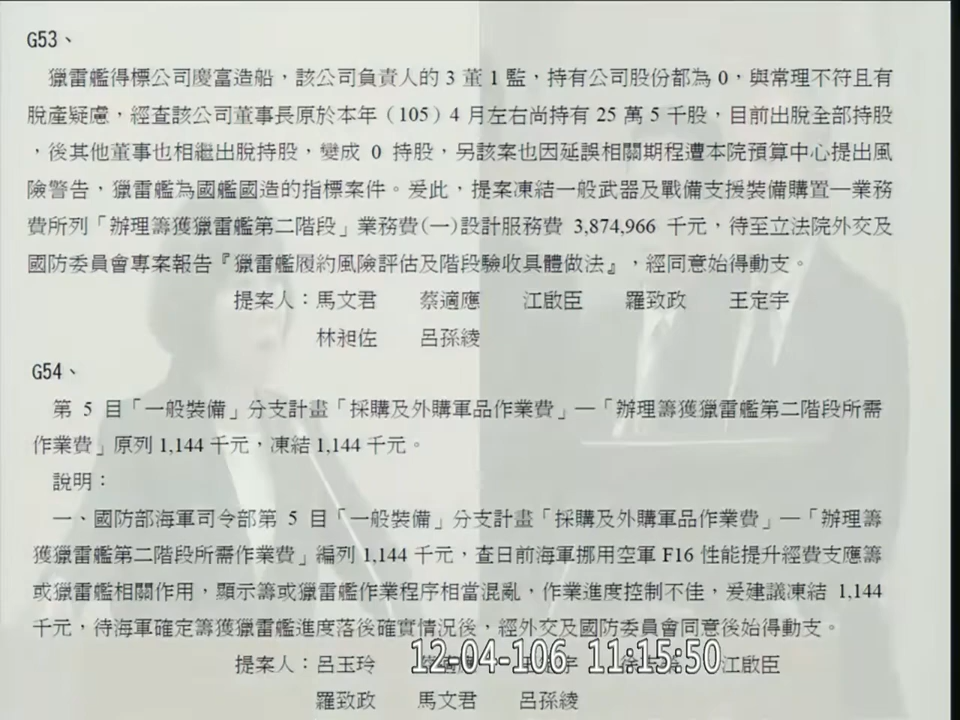 G53、
獵雷艦得標公司慶富造船，該公司負責人的 3 董 1 監，持有公司股份都為 0，與常理不符且有
脫產疑慮，經查該公司董事長原於本年（105）4 月左右尚持有 25 萬 5 千股，目前出脫全部持股
，後其他董事也相繼出脫持股，變成 0 持股，另該案也因延誤相關期程遭本院預算中心提出風
險警告，獵雷艦為國艦國造的指標案件。爰此，提案凍結一般武器及戰備支援裝備購置—業務
費所列「辦理籌獲獵雷艦第二階段」業務費(一)設計服務費 3,874,966 千元，待至立法院外交及
國防委員會專案報告『獵雷艦履約風險評估及階段驗收具體做法』，經同意始得動支。
提案人：馬文君 蔡適應 江啟臣 羅致政 王定宇
林昶佐 呂孫綾
G54、
第 5 目「一般裝備」分支計畫「採購及外購軍品作業費」—「辦理籌獲獵雷艦第二階段所需
作業費」原列 1,144 千元，凍結 1,144 千元。
說明：
一、國防部海軍司令部第 5 目「一般裝備」分支計畫「採購及外購軍品作業費」—「辦理籌
獲獵雷艦第二階段所需作業費」編列 1,144 千元，查日前海軍挪用空軍 F16 性能提升經費支應籌
或獵雷艦相關作用，顯示籌或獵雷艦作業程序相當混亂，作業進度控制不佳，爰建議凍結 1,144
千元，待海軍確定籌獲獵雷艦進度落後確實情況後，經外交及國防委員會同意後始得動支。
提案人：呂玉玲 江啟臣
12-04-106 11:15:50
羅致政 馬文君 呂孫綾